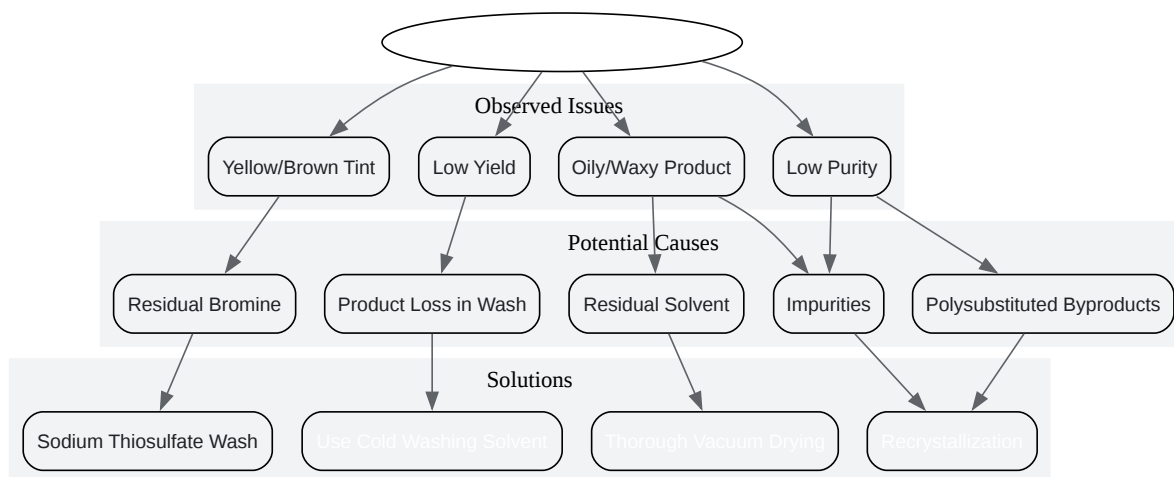 Observed Issues
Yellow/Brown Tint
Low Yield
Oily/Waxy Product
Low Purity
Potential Causes
Residual Bromine
Product Loss in Wash
Residual Solvent
Impurities
Polysubstituted Byproducts
Solutions
Sodium Thiosulfate Wash
Use Cold Washing Solvent
Thorough Vacuum Drying
Recrystallization